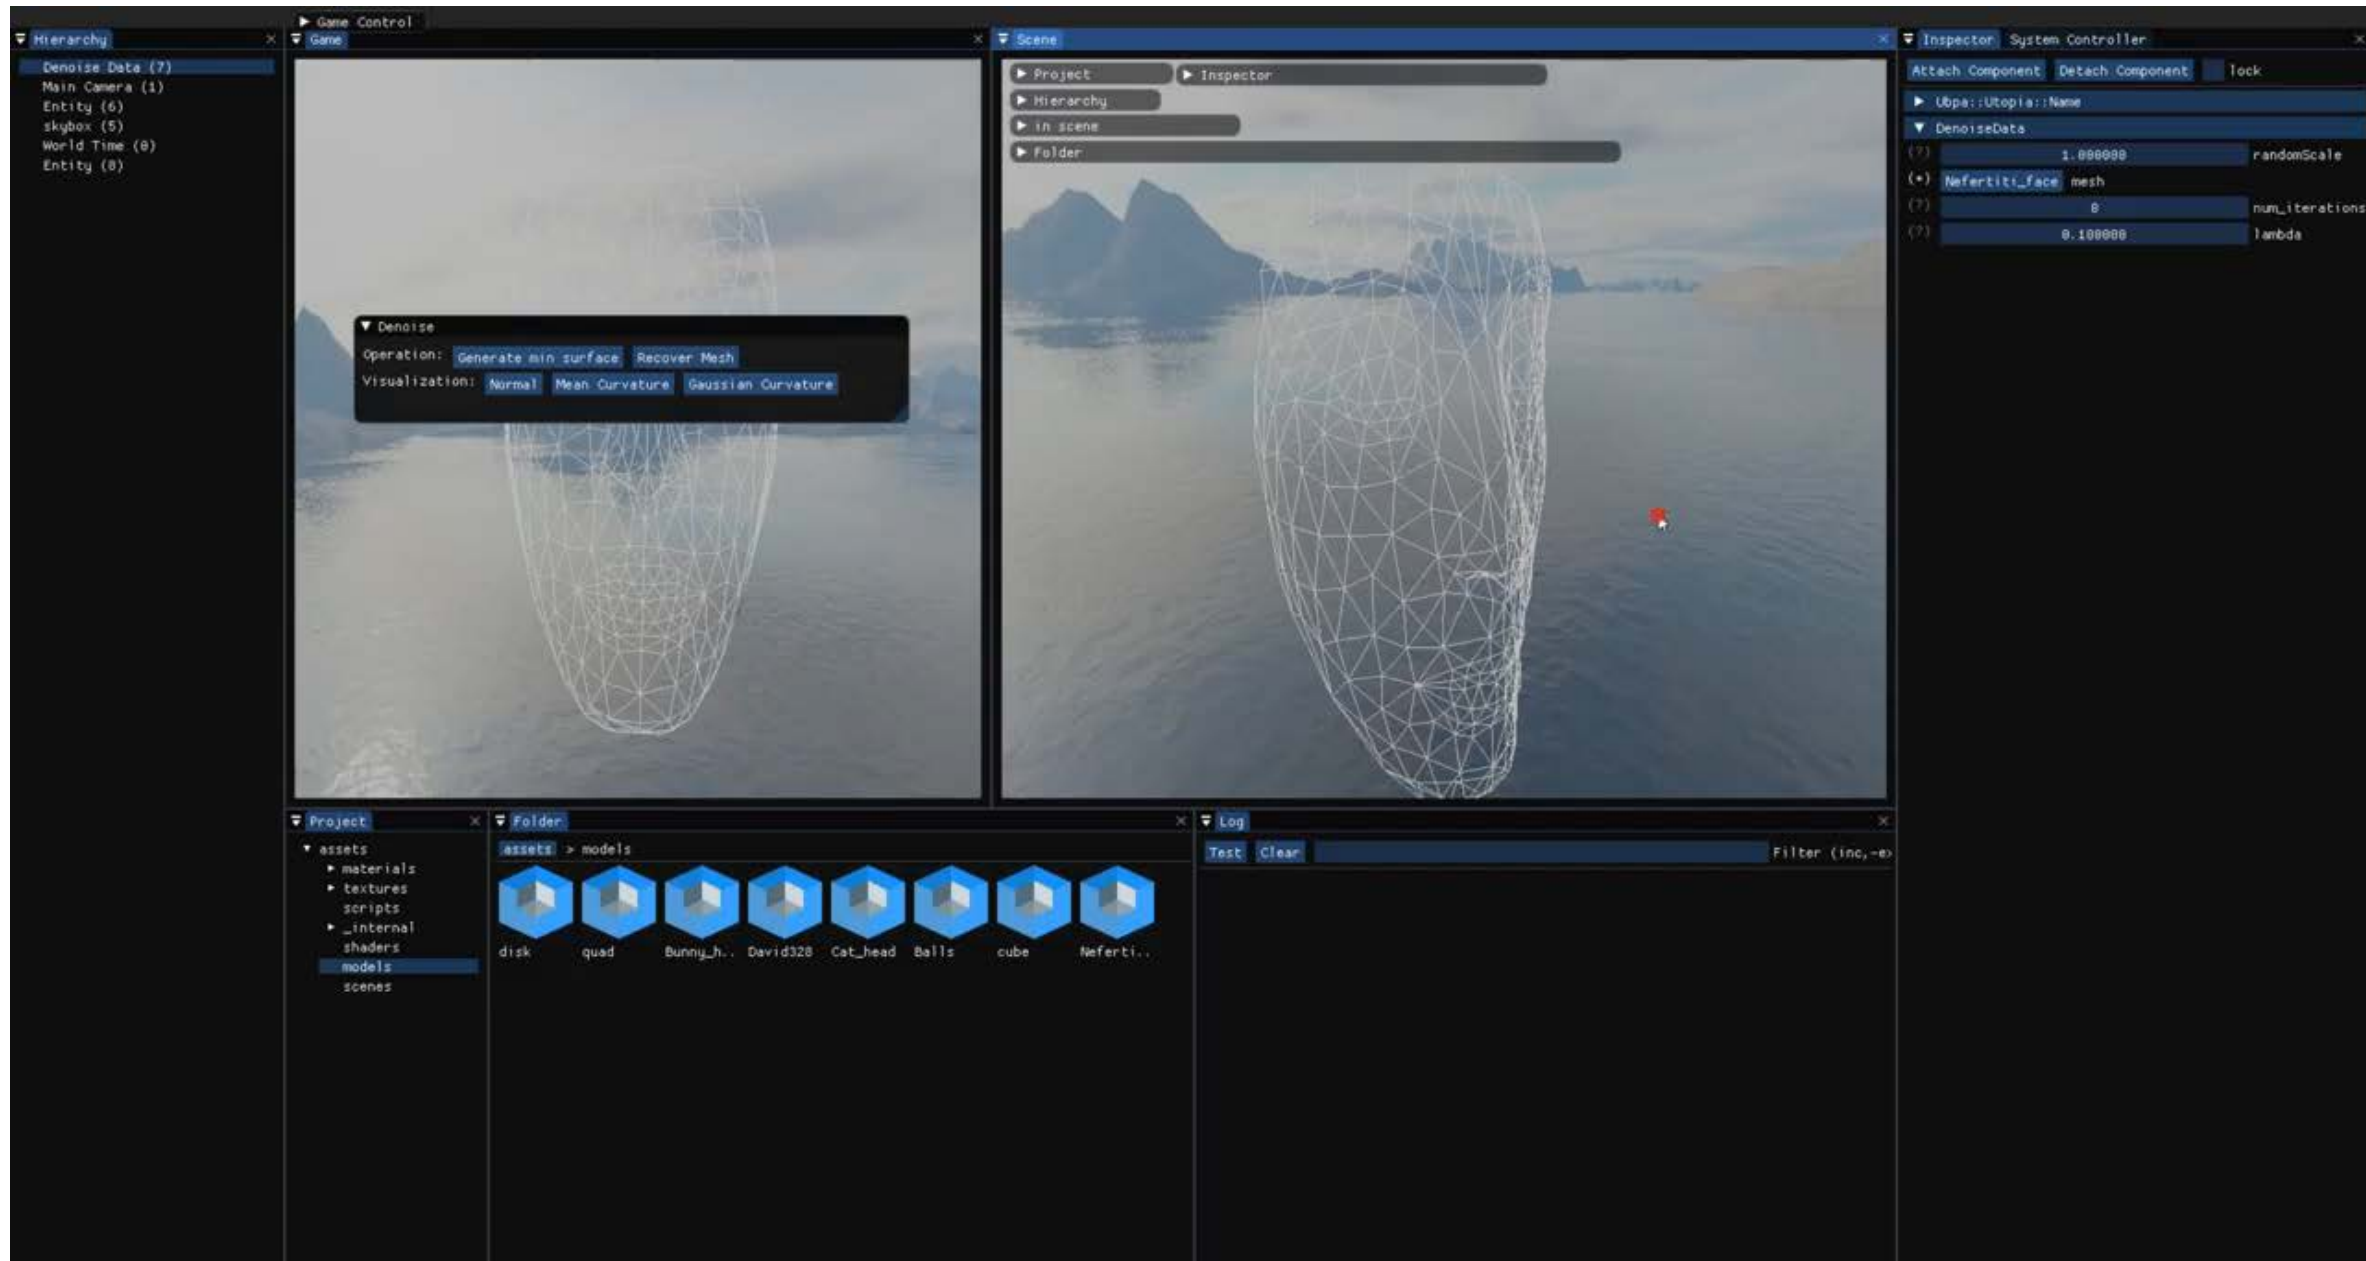 Game Control
Hierarchy
Denoise Data (7)
Main Camera (1)
Entity (6)
skybox (5)
World Time (0)
Entity (0)
Game
Denoise
Operation: Generate min surface Recover Mesh
Visualization: Normal Mean Curvature Gaussian Curvature
Scene
Project Inspector
Hierarchy
in scene
Folder
Inspector System Controller
Attach Component Detach Component lock
Ubpa::Utopia::Name
DenoiseData
(?) 1.000000 randomScale
(*) Nefertiti_face mesh
(?) num_iterations
(?) 0.100000 lambda
Project
assets
materials
textures
scripts
_internal
shaders
models
scenes
Folder
assets > models
disk quad Bunny_h.. David328 Cat_head Balls cube Neferti..
Log
Test Clear Filter (inc,-e